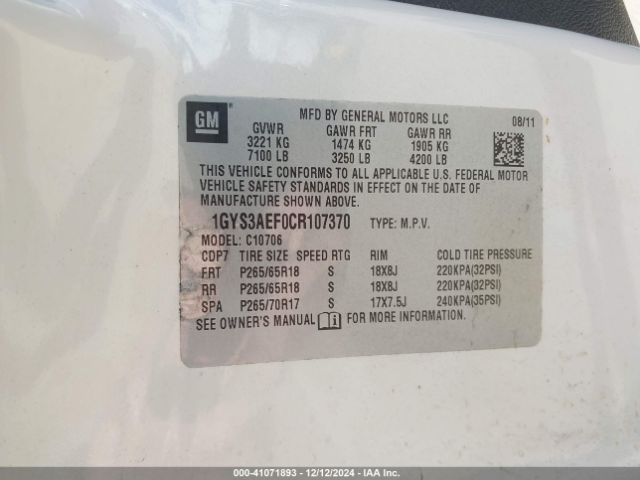 GM
MFD BY GENERAL MOTORS LLC
08/11
GVWR GAWR FRT GAWR RR
3221 KG 1474 KG 1905 KG
7100 LB 3250 LB 4200 LB
THIS VEHICLE CONFORMS TO ALL APPLICABLE U.S. FEDERAL MOTOR
VEHICLE SAFETY STANDARDS IN EFFECT ON THE DATE OF
MANUFACTURE SHOWN ABOVE.
1GYS3AEF0CR107370 TYPE: M.P.V.
MODEL: C10706
CDP7 TIRE SIZE SPEED RTG RIM COLD TIRE PRESSURE
FRT P265/65R18 S 18X8J 220KPA(32PSI)
RR P265/65R18 S 18X8J 220KPA(32PSI)
SPA P265/70R17 S 17X7.5J 240KPA(35PSI)
SEE OWNER'S MANUAL FOR MORE INFORMATION.
000-41071893 - 12/12/2024 - IAA Inc.